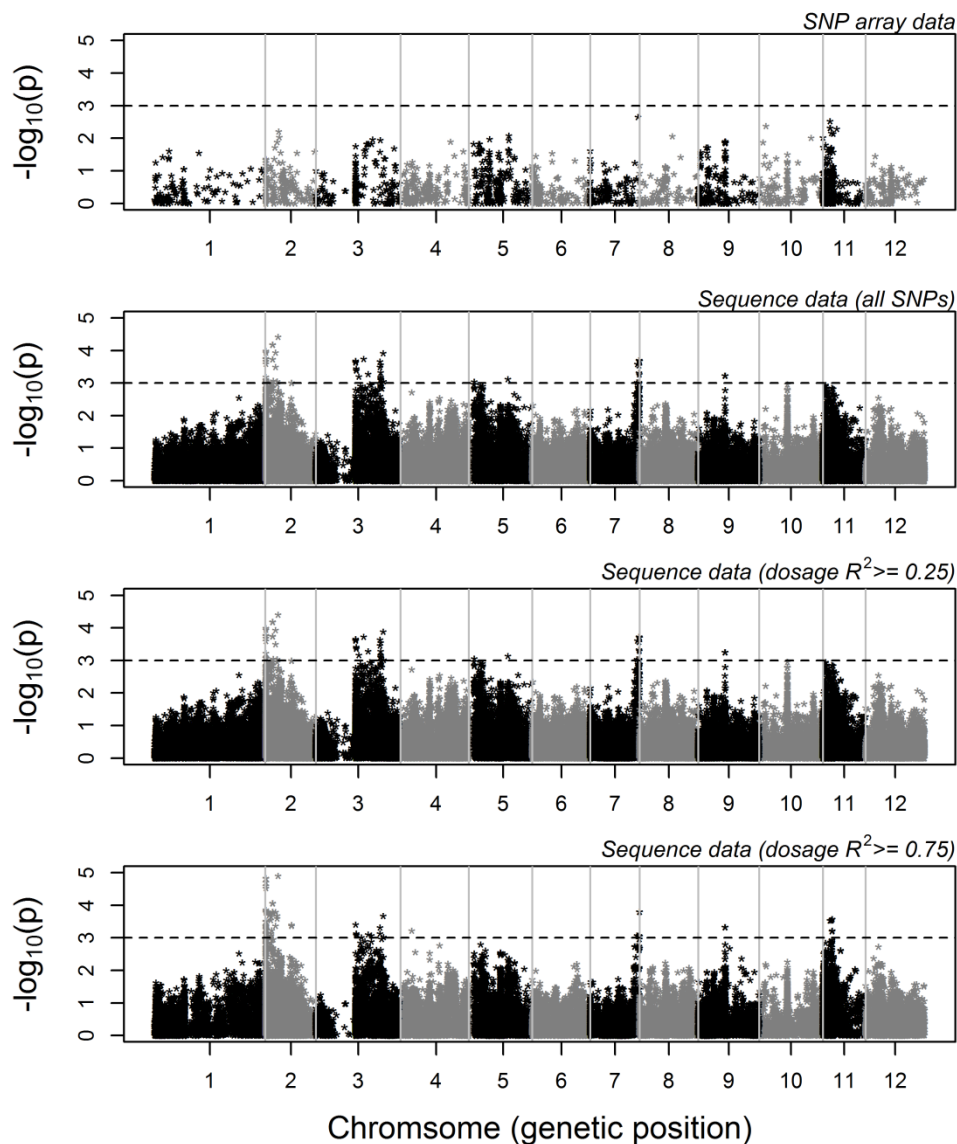 SNP array data
-log10(p)
5
4
3
2
1
0
1 2 3 4 5 6 7 8 9 10 11 12
Sequence data (all SNPs)
-log10(p)
5
4
3
2
1
0
1 2 3 4 5 6 7 8 9 10 11 12
Sequence data (dosage R²>= 0.25)
-log10(p)
5
4
3
2
1
0
1 2 3 4 5 6 7 8 9 10 11 12
Sequence data (dosage R²>= 0.75)
-log10(p)
5
4
3
2
1
0
1 2 3 4 5 6 7 8 9 10 11 12
Chromsome (genetic position)